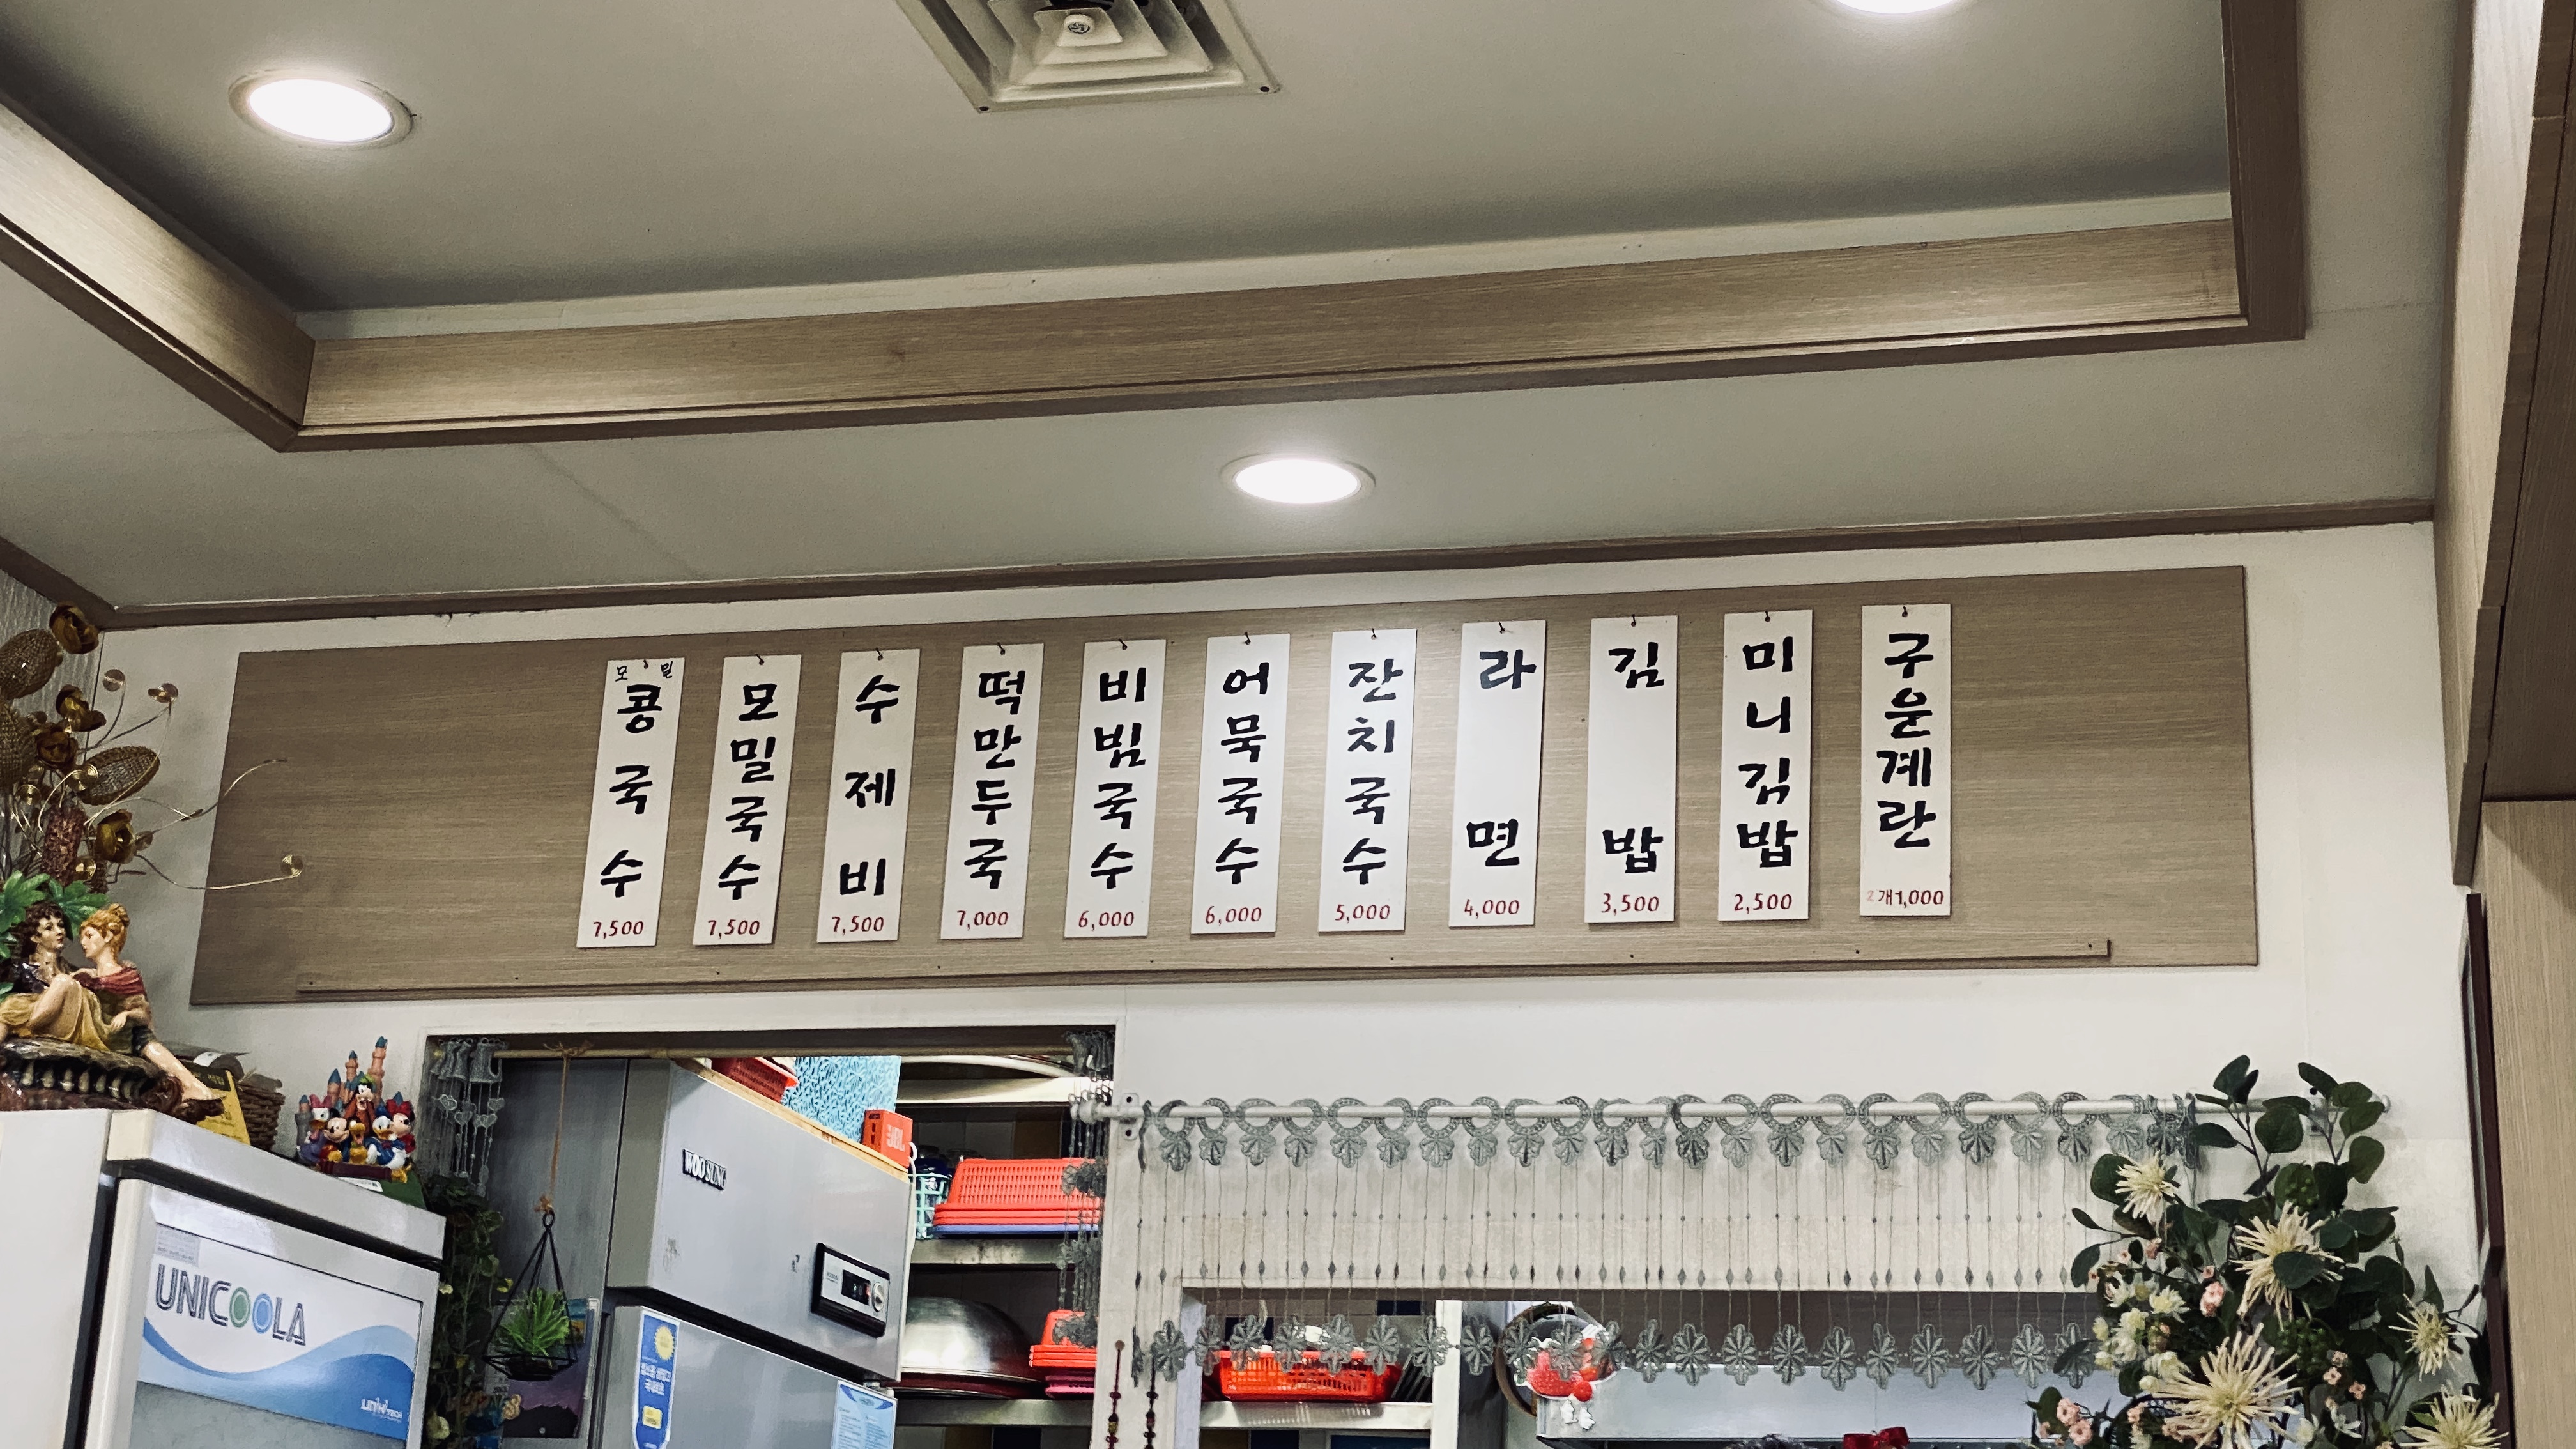 모밀
콩국수
7,500
모밀국수
7,500
수제비
7,500
떡만두국
7,000
비빔국수
6,000
어묵국수
6,000
잔치국수
5,000
라면
4,000
김밥
3,500
미니김밥
2,500
구운계란
2개1,000
WOOSUNG
JBL
UNICOOLA